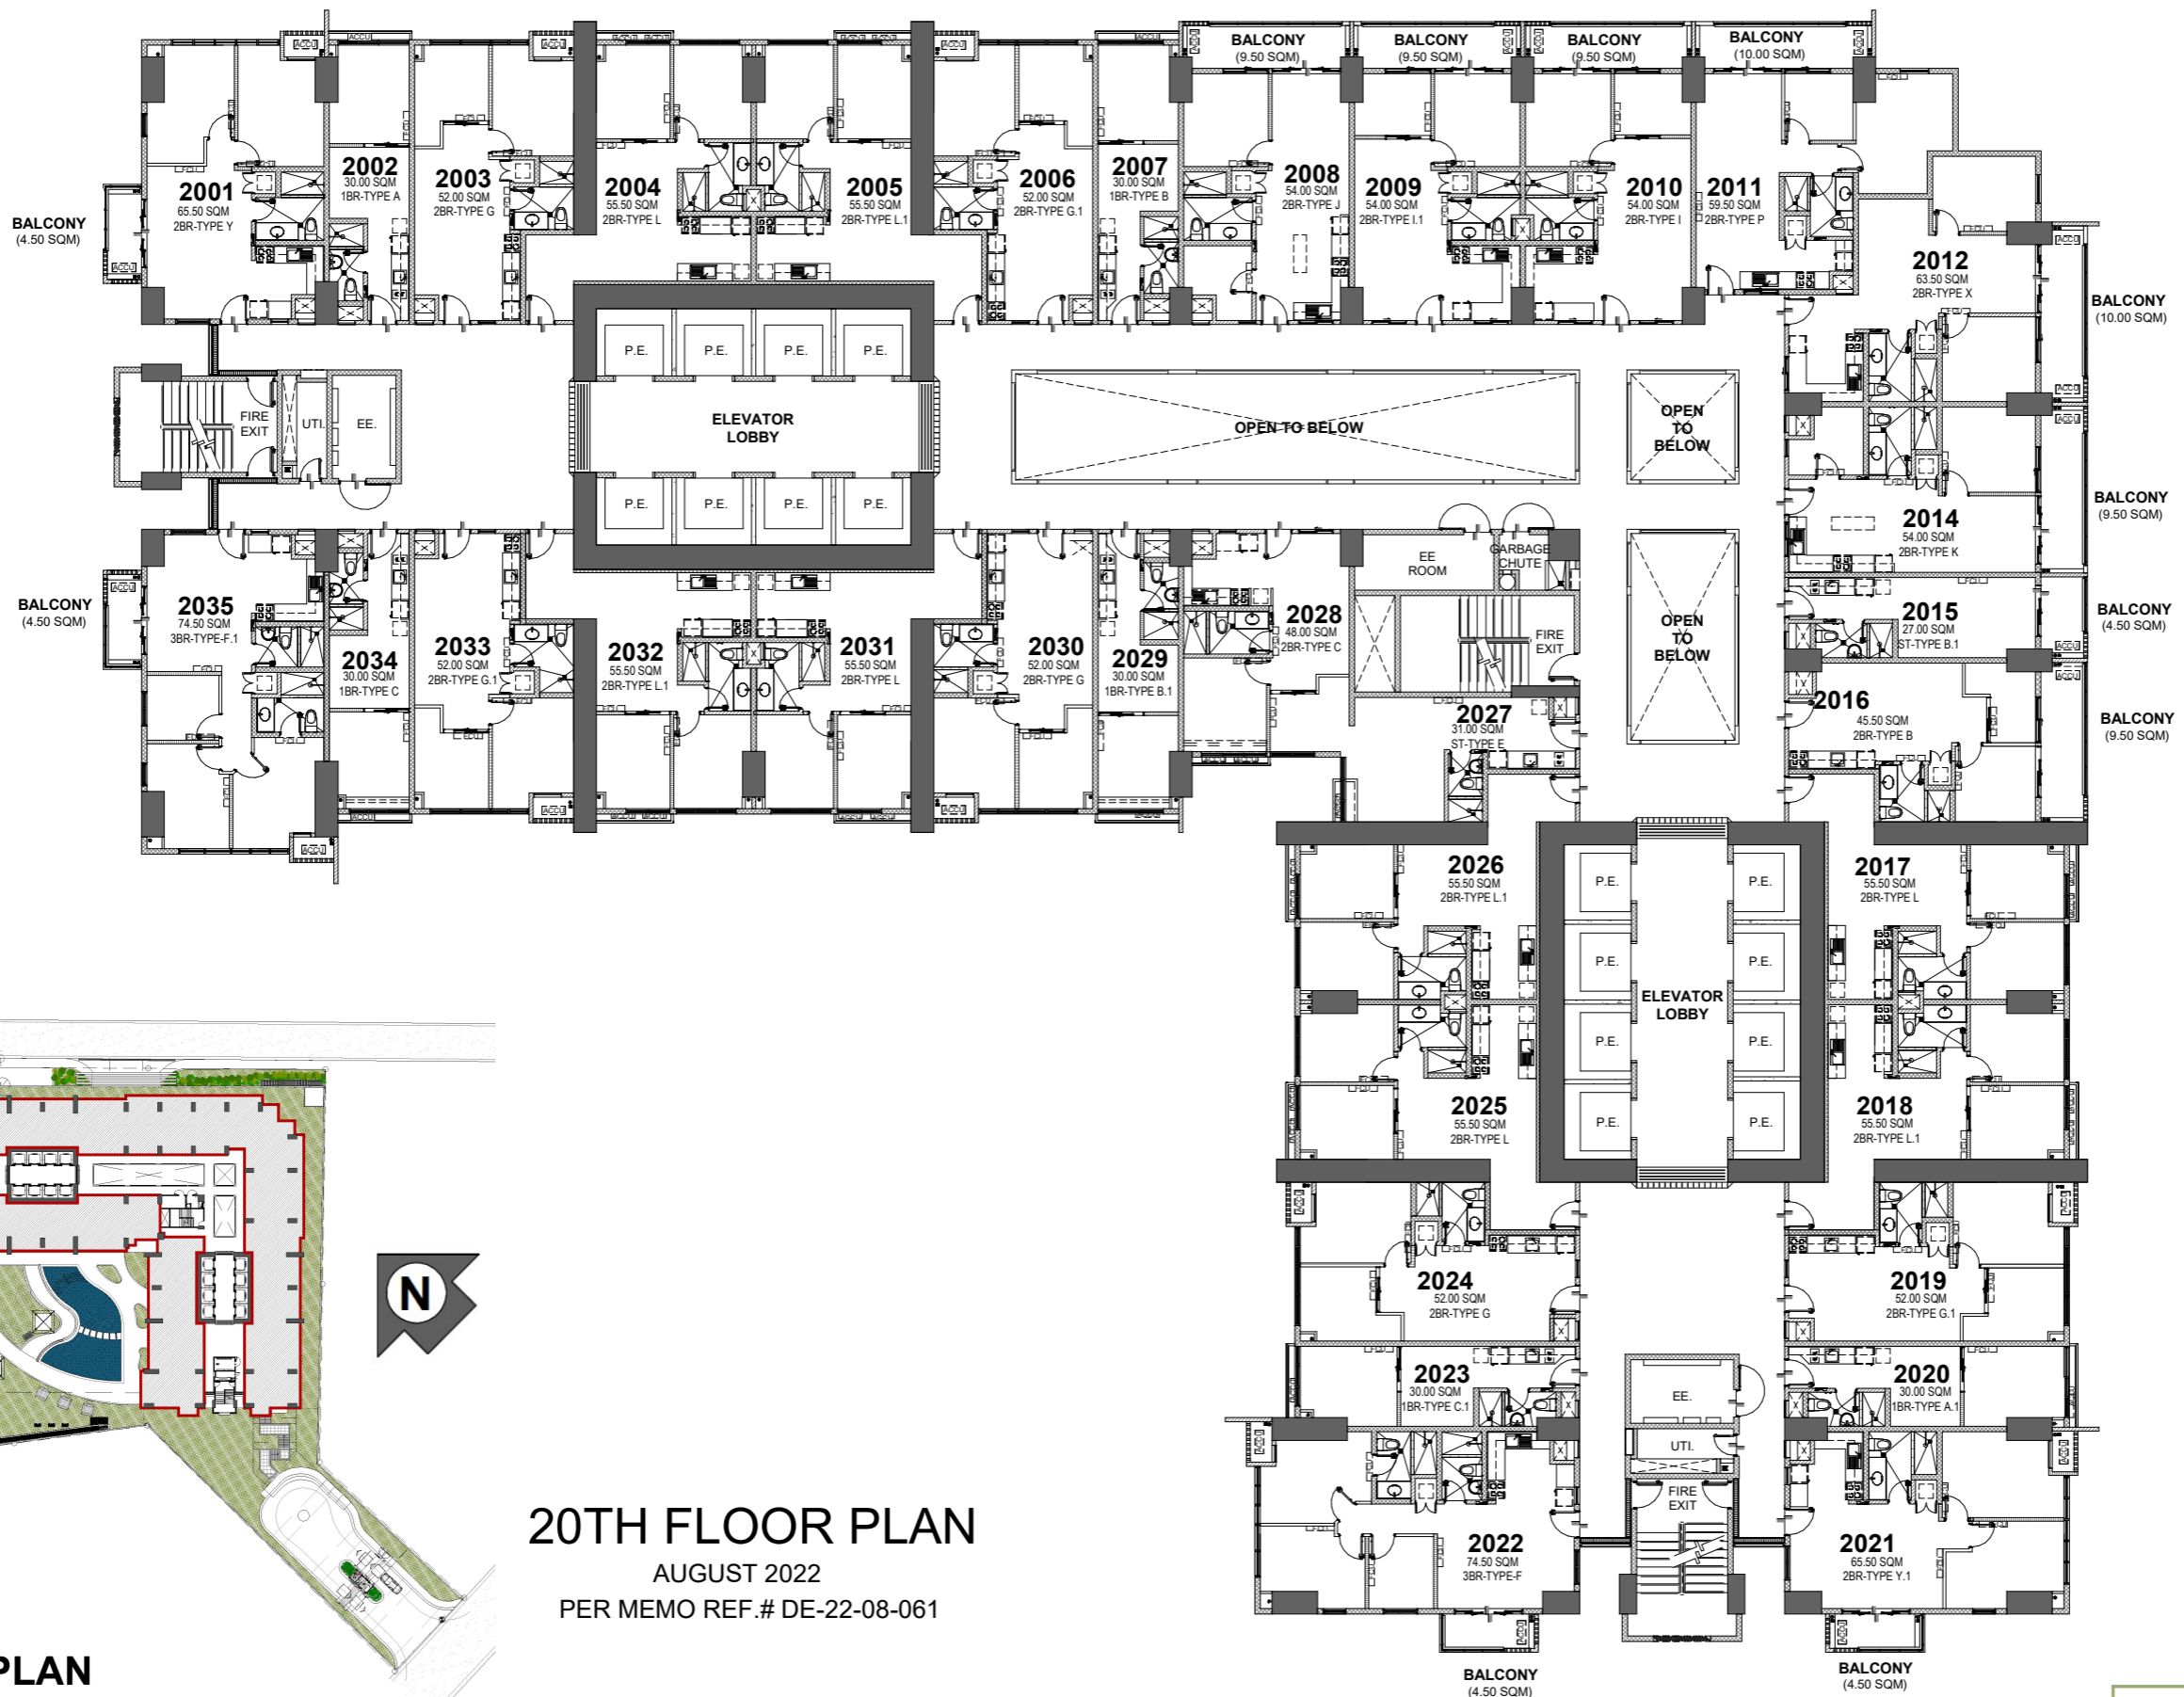 BALCONY
(9.50 SQM)
BALCONY
(9.50 SQM)
BALCONY
(9.50 SQM)
BALCONY
(10.00 SQM)
2001
65.50 SQM
2BR-TYPE Y
2002
30.00 SQM
1BR-TYPE A
2003
52.00 SQM
2BR-TYPE G
2004
55.50 SQM
2BR-TYPE L
2005
55.50 SQM
2BR-TYPE L.1
2006
52.00 SQM
2BR-TYPE G.1
2007
30.00 SQM
1BR-TYPE B
2008
54.00 SQM
2BR-TYPE J
2009
54.00 SQM
2BR-TYPE I.1
2010
54.00 SQM
2BR-TYPE I
2011
59.50 SQM
2BR-TYPE P
2012
63.50 SQM
2BR-TYPE X
BALCONY
(4.50 SQM)
BALCONY
(10.00 SQM)
P.E.
P.E.
P.E.
P.E.
FIRE
EXIT
UTI.
EE.
ELEVATOR
LOBBY
OPEN TO BELOW
OPEN
TO
BELOW
P.E.
P.E.
P.E.
P.E.
BALCONY
(9.50 SQM)
2014
54.00 SQM
2BR-TYPE K
EE
ROOM
GARBAGE
CHUTE
BALCONY
(4.50 SQM)
2035
74.50 SQM
3BR-TYPE-F.1
2034
30.00 SQM
1BR-TYPE C
2033
52.00 SQM
2BR-TYPE G.1
2032
55.50 SQM
2BR-TYPE L.1
2031
55.50 SQM
2BR-TYPE L
2030
52.00 SQM
2BR-TYPE G
2029
30.00 SQM
1BR-TYPE B.1
2028
48.00 SQM
2BR-TYPE C
FIRE
EXIT
OPEN
TO
BELOW
2015
27.00 SQM
ST-TYPE B.1
BALCONY
(4.50 SQM)
2027
31.00 SQM
ST-TYPE E
2016
45.50 SQM
2BR-TYPE B
BALCONY
(9.50 SQM)
2026
55.50 SQM
2BR-TYPE L.1
P.E.
P.E.
2017
55.50 SQM
2BR-TYPE L
P.E.
P.E.
ELEVATOR
LOBBY
P.E.
P.E.
2025
55.50 SQM
2BR-TYPE L
P.E.
P.E.
2018
55.50 SQM
2BR-TYPE L.1
2024
52.00 SQM
2BR-TYPE G
2019
52.00 SQM
2BR-TYPE G.1
N
2023
30.00 SQM
1BR-TYPE C.1
EE.
2020
30.00 SQM
1BR-TYPE A.1
UTI.
FIRE
EXIT
2022
74.50 SQM
3BR-TYPE-F
2021
65.50 SQM
2BR-TYPE Y.1
20TH FLOOR PLAN
AUGUST 2022
PER MEMO REF.# DE-22-08-061
PLAN
BALCONY
(4.50 SQM)
BALCONY
(4.50 SQM)